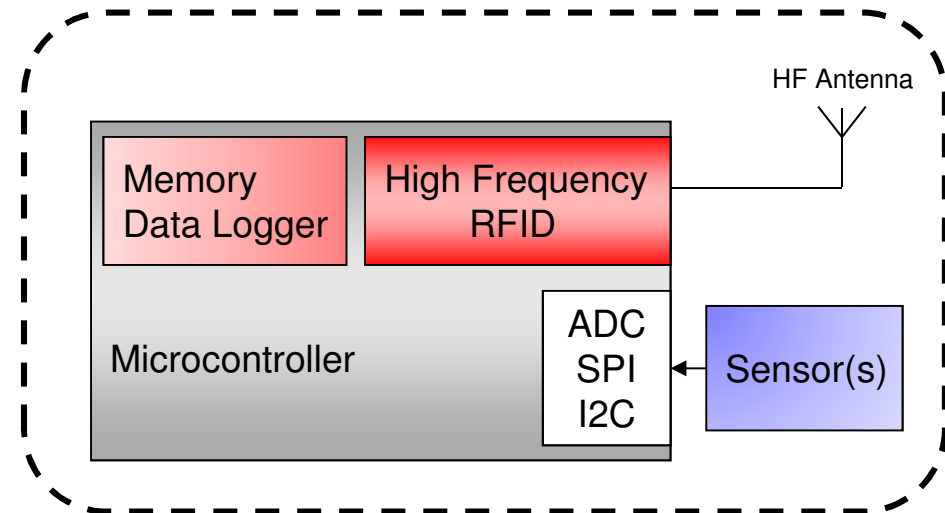 HF Antenna
Memory
Data Logger
High Frequency
RFID
Microcontroller
ADC
SPI
I2C
Sensor(s)